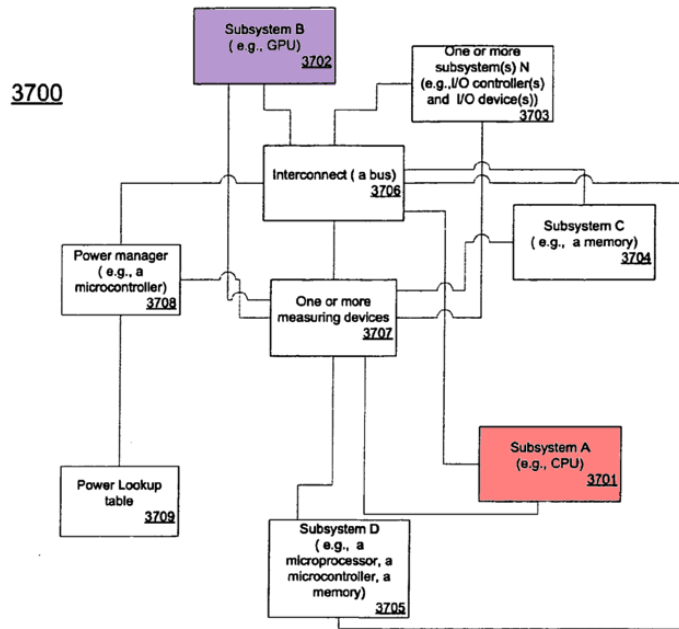 3700
Subsystem B
( e.g., GPU)
3702
One or more
subsystem(s) N
(e.g.,I/O controller(s)
and I/O device(s))
3703
Interconnect ( a bus)
3706
Subsystem C
( e.g., a memory)
3704
Power manager
( e.g., a
microcontroller)
3708
One or more
measuring devices
3707
Subsystem A
(e.g., CPU)
3701
Power Lookup
table
3709
Subsystem D
( e.g., a
microprocessor, a
microcontroller, a
memory)
3705